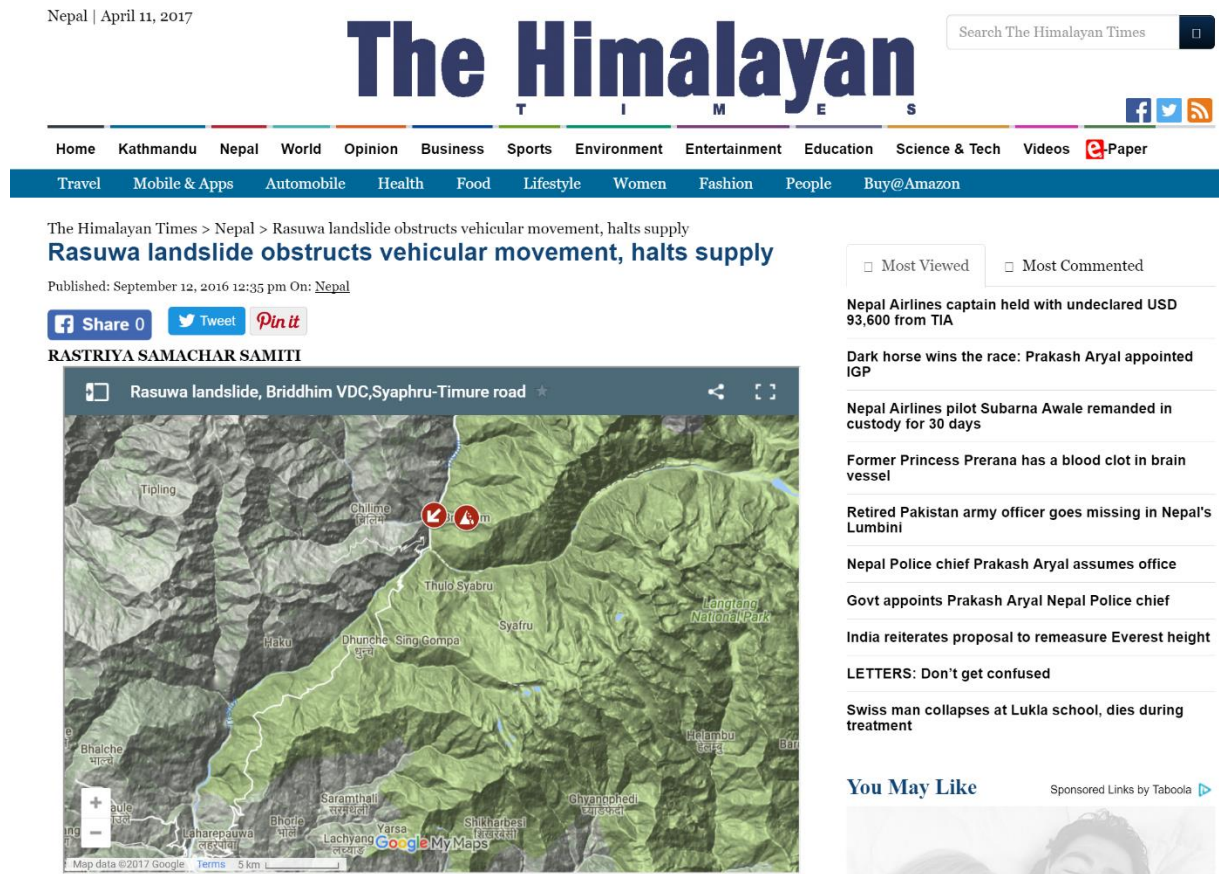 Nepal | April 11, 2017
The Himalayan
TIMES
Search The Himalayan Times
Home Kathmandu Nepal World Opinion Business Sports Environment Entertainment Education Science & Tech Videos e-Paper
Travel Mobile & Apps Automobile Health Food Lifestyle Women Fashion People Buy@Amazon
The Himalayan Times > Nepal > Rasuwa landslide obstructs vehicular movement, halts supply
Rasuwa landslide obstructs vehicular movement, halts supply
Published: September 12, 2016 12:35 pm On: Nepal
Share 0 Tweet Pin it
RASTRIYA SAMACHAR SAMITI
Rasuwa landslide, Briddhim VDC,Syaphru-Timure road
Tipling
Chilime
चिलिम
Thulo Syabru
Langtang
National Park
Syafru
Haku
Dhunche Sing Gompa
धुन्चे
Helambu
हेलम्बु
Bhalche
भाल्चे
Saramthali
सरमथली
Ghyangphedi
घ्याङफेदी
Bhorle
भोर्ले
Yarsa
Shikharbesi
शिखरबेसी
Laharepauwa
लहरेपौवा
Lachyang
लच्याङ
Google My Maps
Map data ©2017 Google Terms 5 km
Most Viewed Most Commented
Nepal Airlines captain held with undeclared USD
93,600 from TIA
Dark horse wins the race: Prakash Aryal appointed
IGP
Nepal Airlines pilot Subarna Awale remanded in
custody for 30 days
Former Princess Prerana has a blood clot in brain
vessel
Retired Pakistan army officer goes missing in Nepal's
Lumbini
Nepal Police chief Prakash Aryal assumes office
Govt appoints Prakash Aryal Nepal Police chief
India reiterates proposal to remeasure Everest height
LETTERS: Don't get confused
Swiss man collapses at Lukla school, dies during
treatment
You May Like
Sponsored Links by Taboola